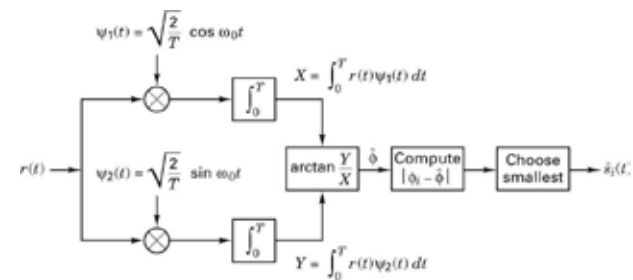 ψ₁(t) = √(2/T) cos ω₀t
X = ∫₀ᵀ r(t)ψ₁(t) dt
∫₀ᵀ
r(t)
ψ₂(t) = √(2/T) sin ω₀t
arctan Y/X
ϕ̂
Compute
|ϕᵢ – ϕ̂|
Choose
smallest
ŝᵢ(t)
∫₀ᵀ
Y = ∫₀ᵀ r(t)ψ₂(t) dt